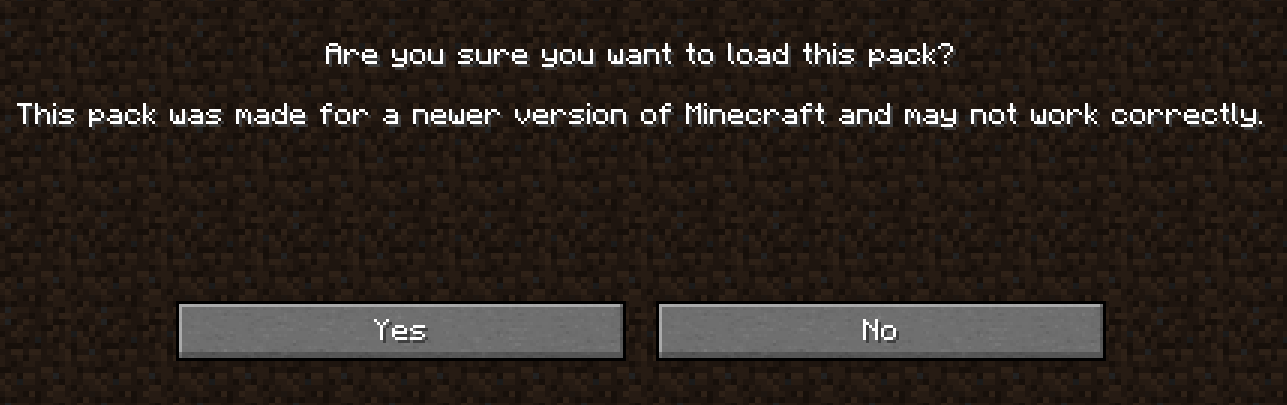 Are you sure you want to load this pack?
This pack was made for a newer version of Minecraft and may not work correctly.
Yes
No